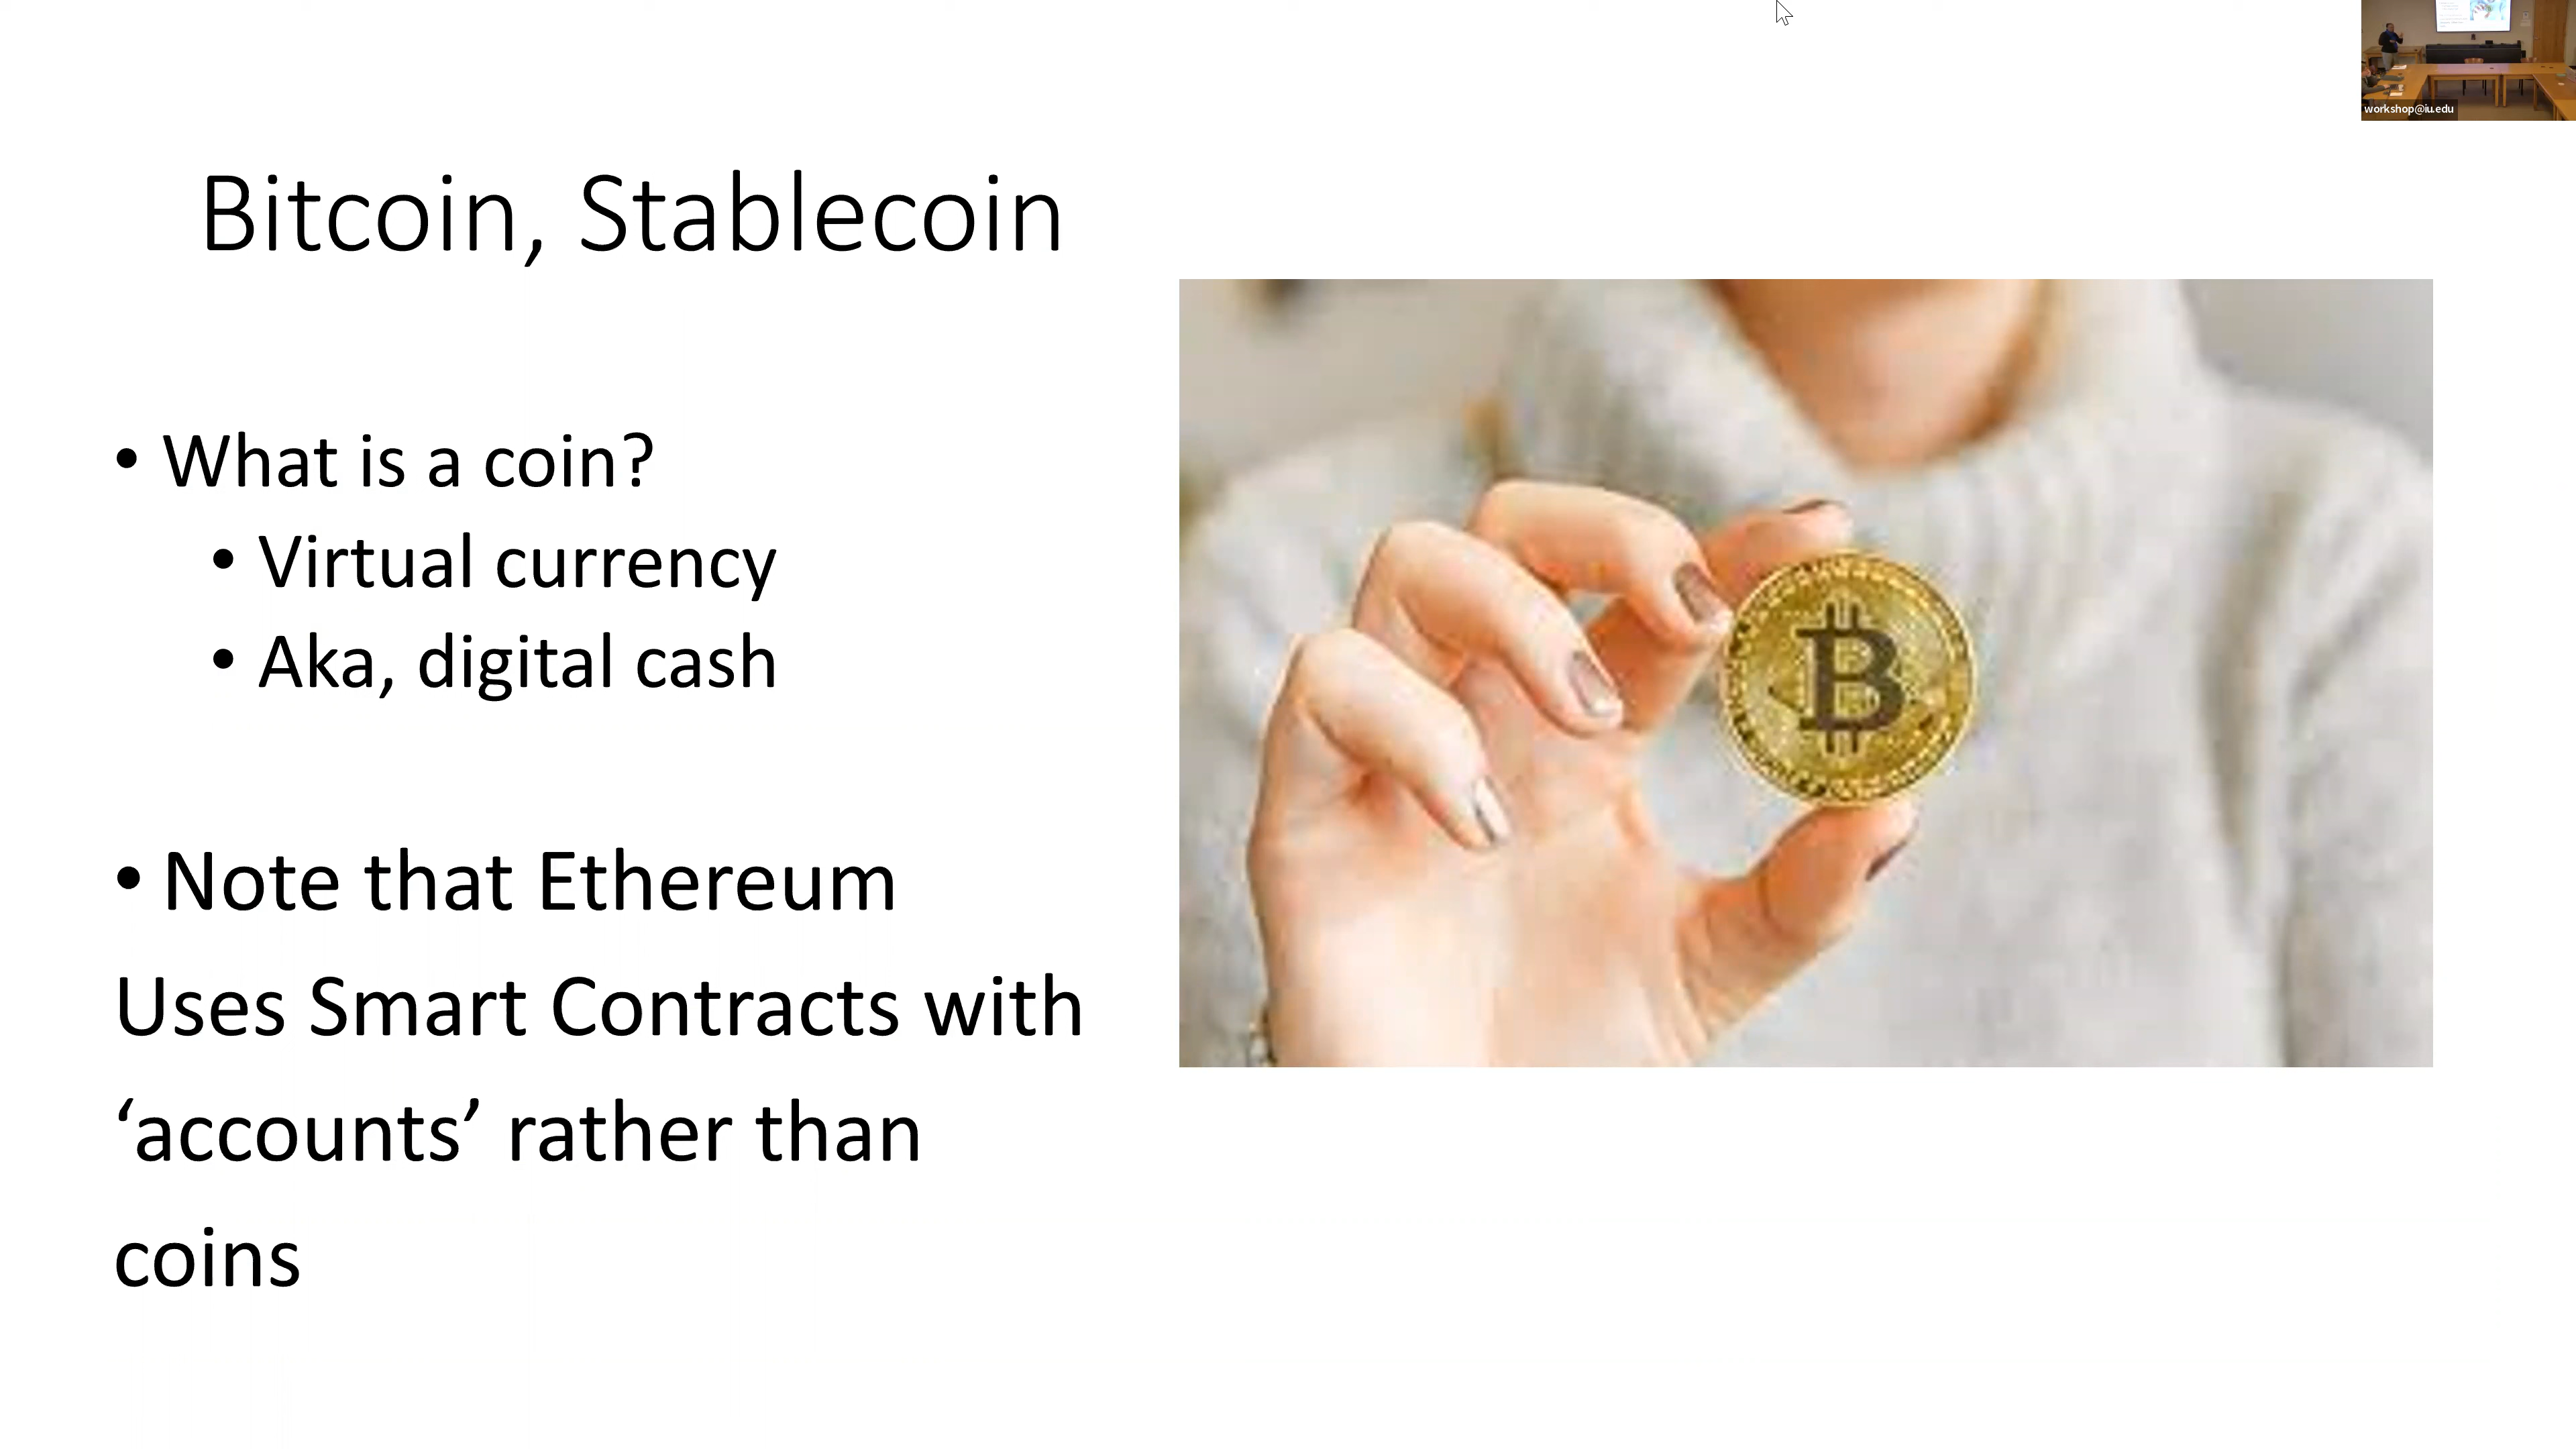 workshop@iu.edu
Bitcoin, Stablecoin
• What is a coin?
• Virtual currency
• Aka, digital cash
• Note that Ethereum
Uses Smart Contracts with
‘accounts’ rather than
coins
B